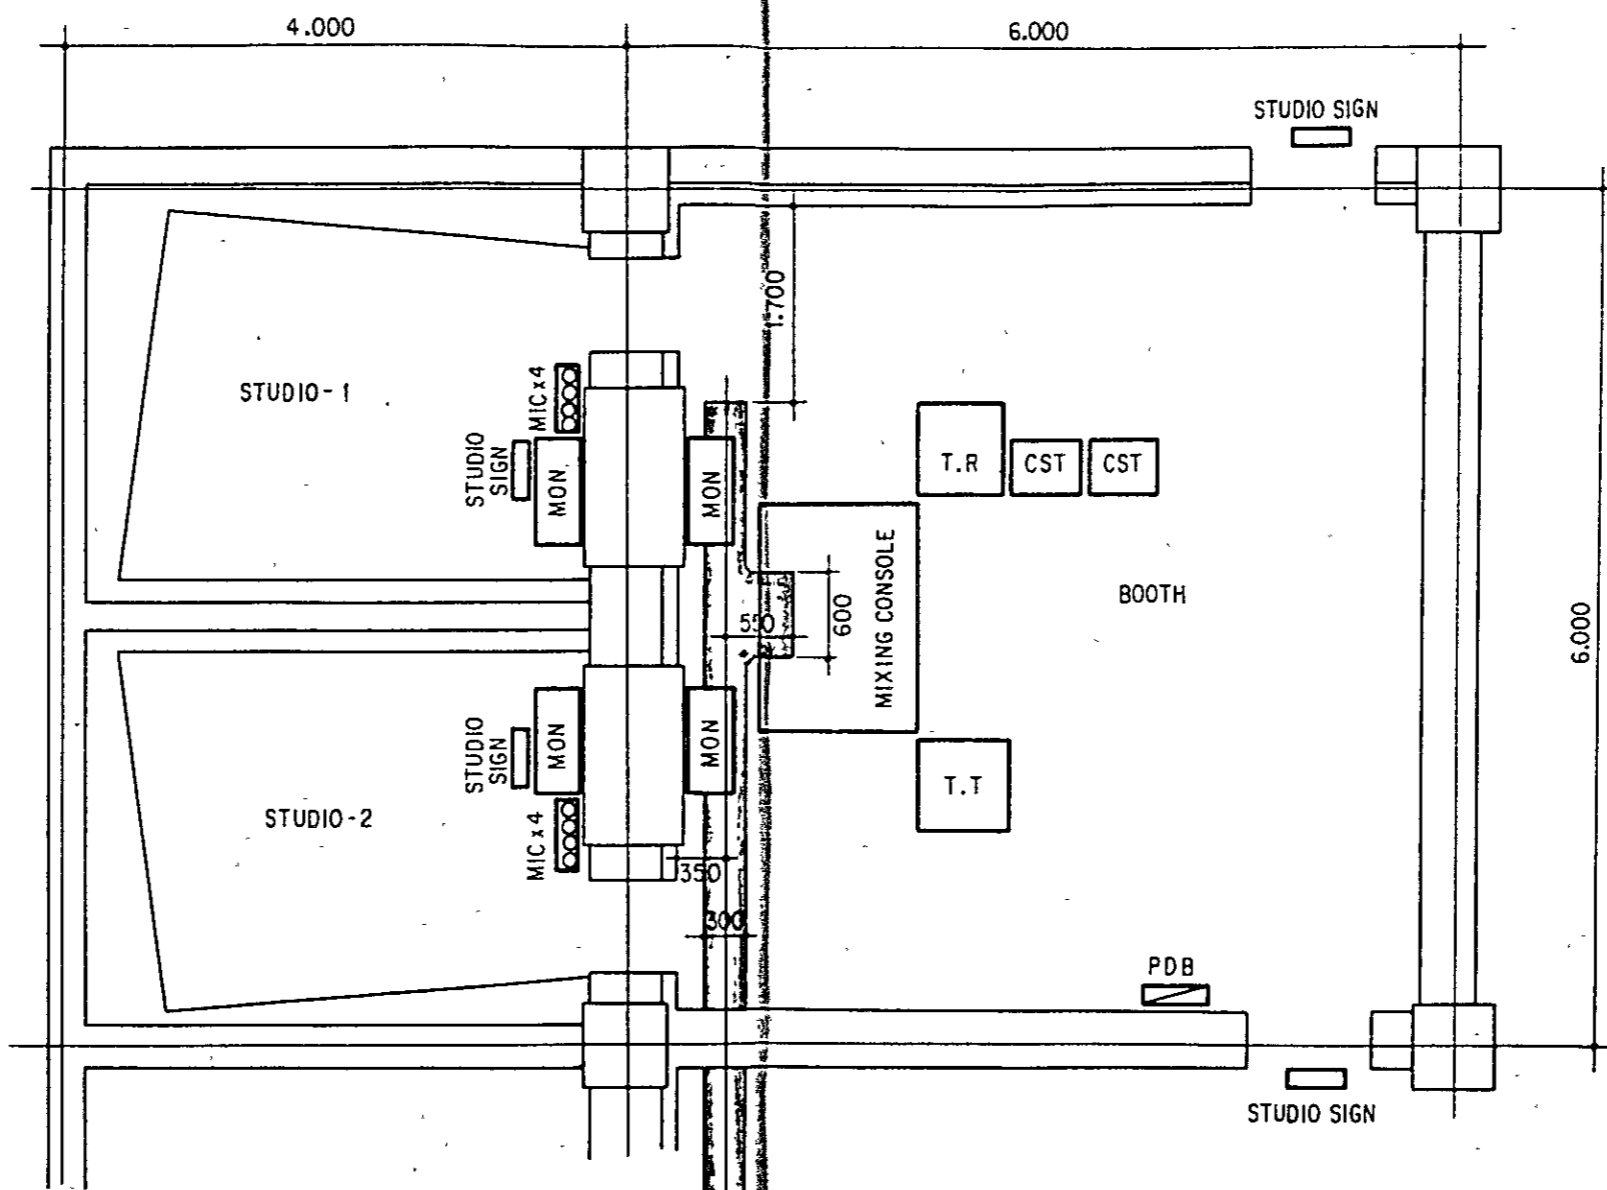 4.000
6.000
STUDIO SIGN
1.700
STUDIO-1
MIC x 4
STUDIO
SIGN
MON
MON
T.R
CST
CST
MIXING CONSOLE
BOOTH
550
600
6.000
STUDIO
SIGN
MON
MON
T.T
STUDIO-2
MIC x 4
350
300
PDB
STUDIO SIGN